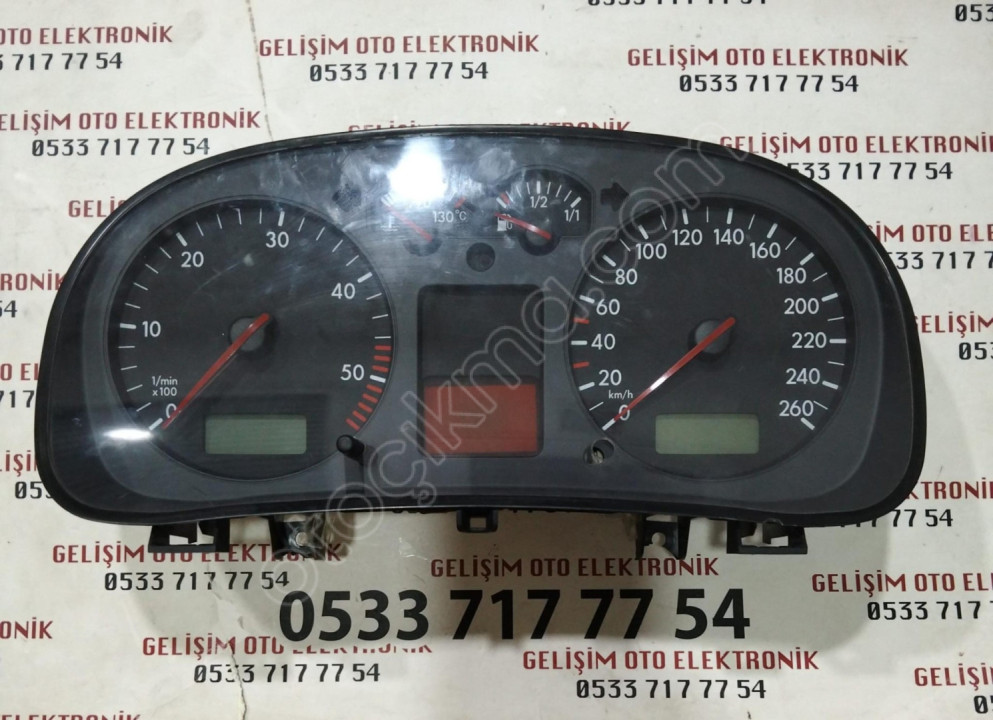 OTO ELEKTRONİK
717 77 54
GELİŞİM OTO ELEKTRONİK
0533 717 77 54
GELİŞİM OTO ELEKTRONİK
0533 717 77 54
GELİŞİM OTO ELEKTRONİK
0533 717 77 54
GELİŞİM
130°C
1/2
1/1
0
10
20
30
40
50
1/min
x100
0
20
40
60
80
100
120
140
160
180
200
220
240
260
km/h
oto çıkma.com
GELİŞİM OTO ELEKTRONİK
0533 717 77 54
GELİŞİM OTO ELEKTRONİK
0533 717 77 54
0533 717 77 54
GELİŞİM OTO ELEKTRONİK
0533 717 77 54
GELİŞİM OTO ELEKTRONİK
0533 717 77 54